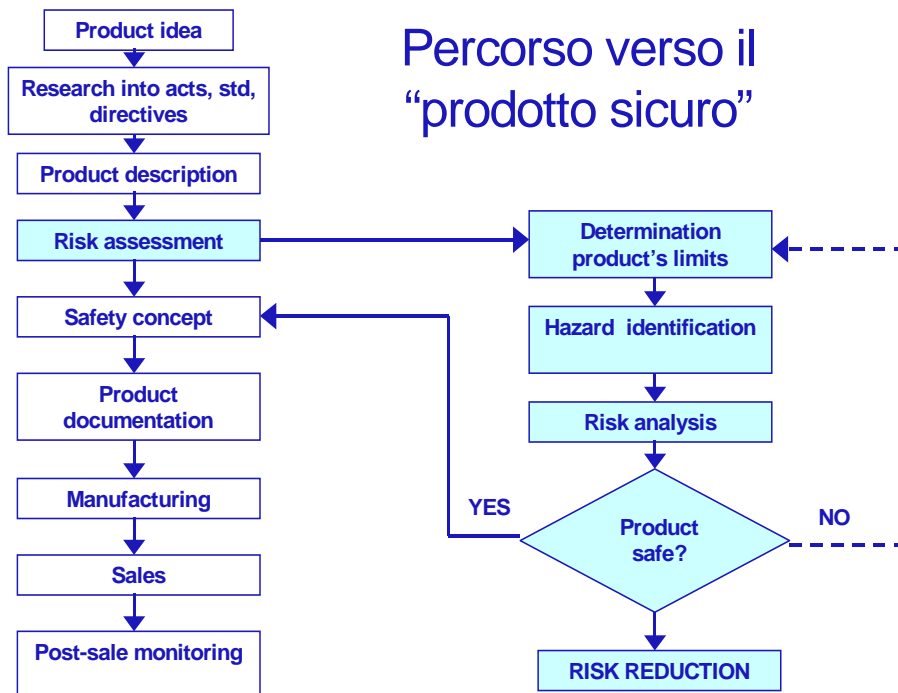 Percorso verso il
“prodotto sicuro”
Product idea
Research into acts, std,
directives
Product description
Risk assessment
Safety concept
Product
documentation
Manufacturing
Sales
Post-sale monitoring
Determination
product’s limits
Hazard identification
Risk analysis
Product
safe?
YES
NO
RISK REDUCTION